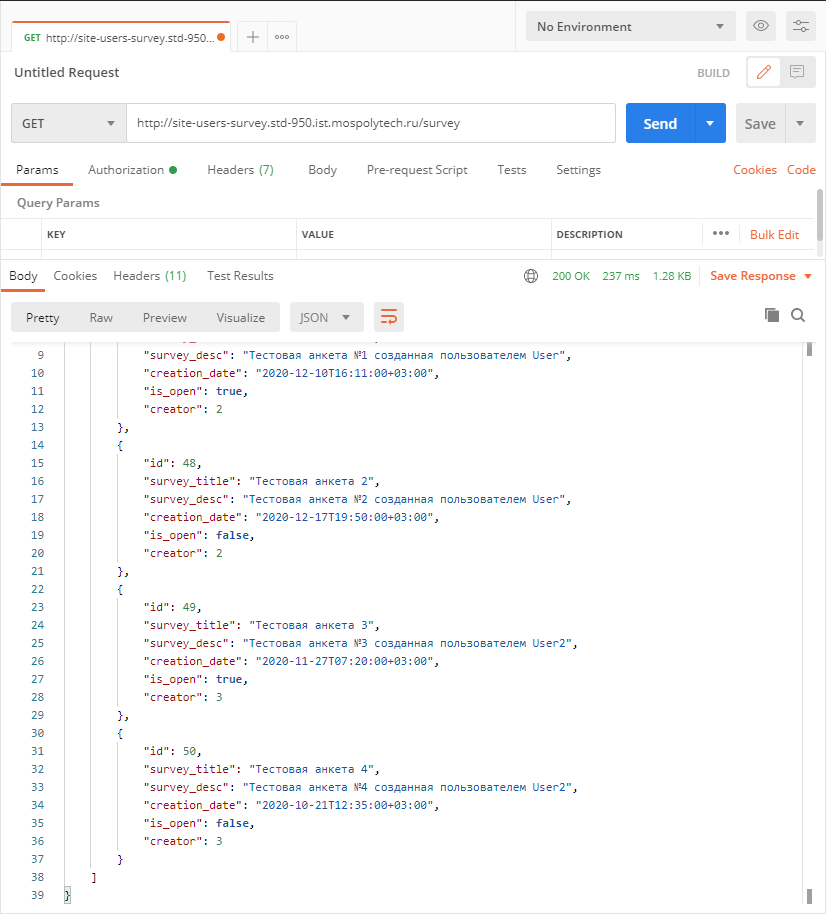 GET http://site-users-survey.std-950...
No Environment
Untitled Request
BUILD
GET
http://site-users-survey.std-950.ist.mospolytech.ru/survey
Send
Save
Params Authorization Headers (7) Body Pre-request Script Tests Settings Cookies Code
Query Params
KEY VALUE DESCRIPTION Bulk Edit
Body Cookies Headers (11) Test Results 200 OK 237 ms 1.28 KB Save Response
Pretty Raw Preview Visualize JSON
9 "survey_desc": "Тестовая анкета №1 созданная пользователем User",
10 "creation_date": "2020-12-10T16:11:00+03:00",
11 "is_open": true,
12 "creator": 2
13 },
14 {
15 "id": 48,
16 "survey_title": "Тестовая анкета 2",
17 "survey_desc": "Тестовая анкета №2 созданная пользователем User",
18 "creation_date": "2020-12-17T19:50:00+03:00",
19 "is_open": false,
20 "creator": 2
21 },
22 {
23 "id": 49,
24 "survey_title": "Тестовая анкета 3",
25 "survey_desc": "Тестовая анкета №3 созданная пользователем User2",
26 "creation_date": "2020-11-27T07:20:00+03:00",
27 "is_open": true,
28 "creator": 3
29 },
30 {
31 "id": 50,
32 "survey_title": "Тестовая анкета 4",
33 "survey_desc": "Тестовая анкета №4 созданная пользователем User2",
34 "creation_date": "2020-10-21T12:35:00+03:00",
35 "is_open": false,
36 "creator": 3
37 }
38 ]
39 }